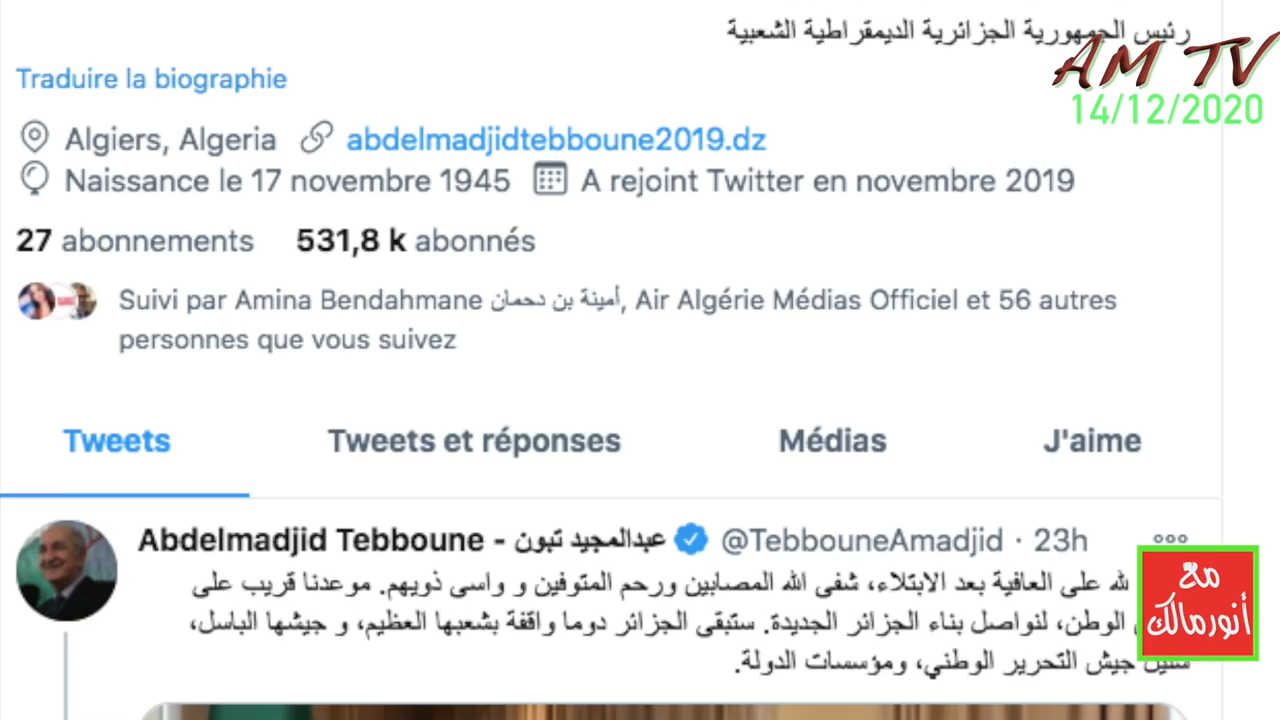 رئيس الجمهورية الجزائرية الديمقراطية الشعبية
AM TV
14/12/2020
Traduire la biographie
Algiers, Algeria abdelmadjidtebboune2019.dz
Naissance le 17 novembre 1945 A rejoint Twitter en novembre 2019
27 abonnements 531,8 k abonnés
Suivi par Amina Bendahmane أمينة بن دحمان, Air Algérie Médias Officiel et 56 autres
personnes que vous suivez
Tweets Tweets et réponses Médias J'aime
Abdelmadjid Tebboune - عبدالمجيد تبون @TebbouneAmadjid · 23h
لله على العافية بعد الابتلاء، شفى الله المصابين ورحم المتوفين و واسى ذويهم. موعدنا قريب على
الوطن، لنواصل بناء الجزائر الجديدة. ستبقى الجزائر دوما واقفة بشعبها العظيم، و جيشها الباسل،
سليل جيش التحرير الوطني، ومؤسسات الدولة.
مع
أنورمالك